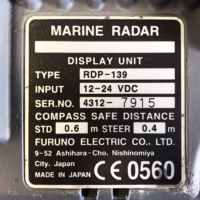 MARINE RADAR
DISPLAY UNIT
TYPE RDP-139
INPUT 12-24 VDC
SER.NO. 4312-7915
COMPASS SAFE DISTANCE
STD 0.6 m STEER 0.4 m
FURUNO ELECTRIC CO., LTD.
9-52 Ashihara-Cho, Nishinomiya
City, Japan
MADE IN JAPAN CE0560